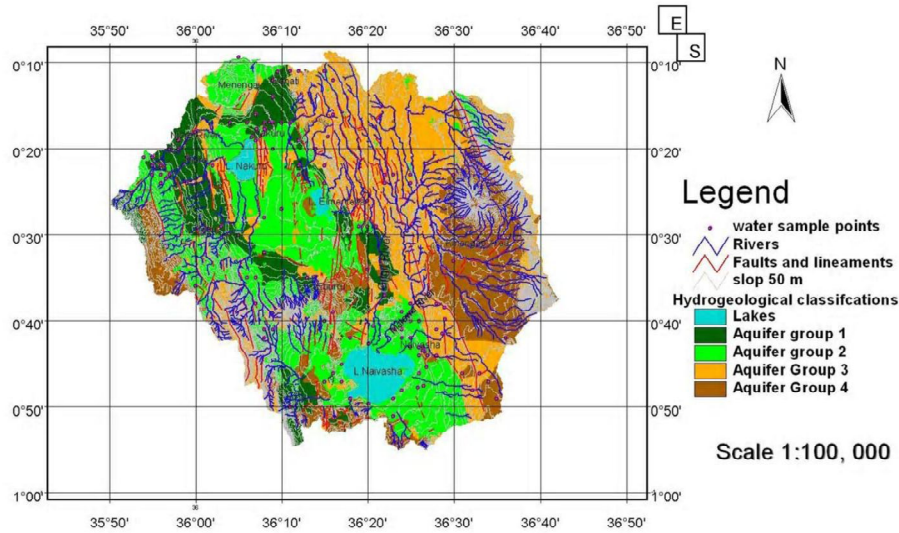 35°50' 36°00' 36°10' 36°20' 36°30' 36°40' 36°50'
E
S
N
0°10' 0°10'
0°20' 0°20'
0°30' 0°30'
0°40' 0°40'
0°50' 0°50'
1°00' 1°00'
L. Nakuru
L. Elmenteita
L Naivasha
Legend
water sample points
Rivers
Faults and lineaments
slop 50 m
Hydrogeological classifcations
Lakes
Aquifer group 1
Aquifer group 2
Aquifer Group 3
Aquifer Group 4
Scale 1:100, 000
35°50' 36°00' 36°10' 36°20' 36°30' 36°40' 36°50'